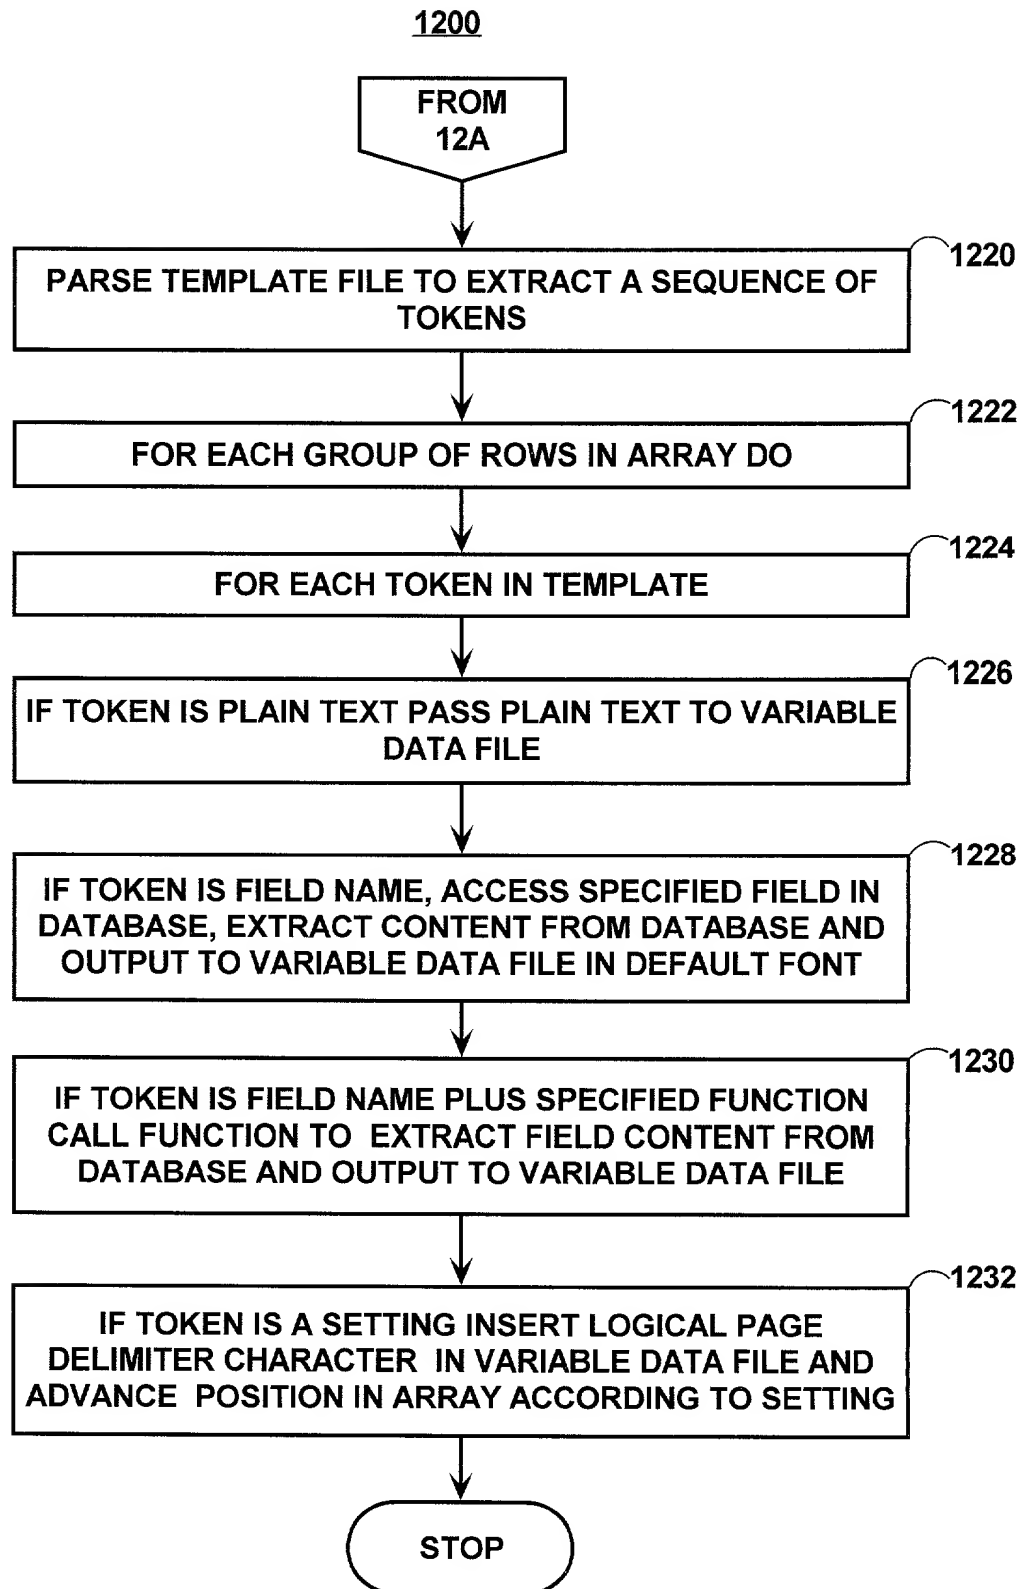 1200
FROM
12A
1220
PARSE TEMPLATE FILE TO EXTRACT A SEQUENCE OF
TOKENS
1222
FOR EACH GROUP OF ROWS IN ARRAY DO
1224
FOR EACH TOKEN IN TEMPLATE
1226
IF TOKEN IS PLAIN TEXT PASS PLAIN TEXT TO VARIABLE
DATA FILE
1228
IF TOKEN IS FIELD NAME, ACCESS SPECIFIED FIELD IN
DATABASE, EXTRACT CONTENT FROM DATABASE AND
OUTPUT TO VARIABLE DATA FILE IN DEFAULT FONT
1230
IF TOKEN IS FIELD NAME PLUS SPECIFIED FUNCTION
CALL FUNCTION TO EXTRACT FIELD CONTENT FROM
DATABASE AND OUTPUT TO VARIABLE DATA FILE
1232
IF TOKEN IS A SETTING INSERT LOGICAL PAGE
DELIMITER CHARACTER IN VARIABLE DATA FILE AND
ADVANCE POSITION IN ARRAY ACCORDING TO SETTING
STOP